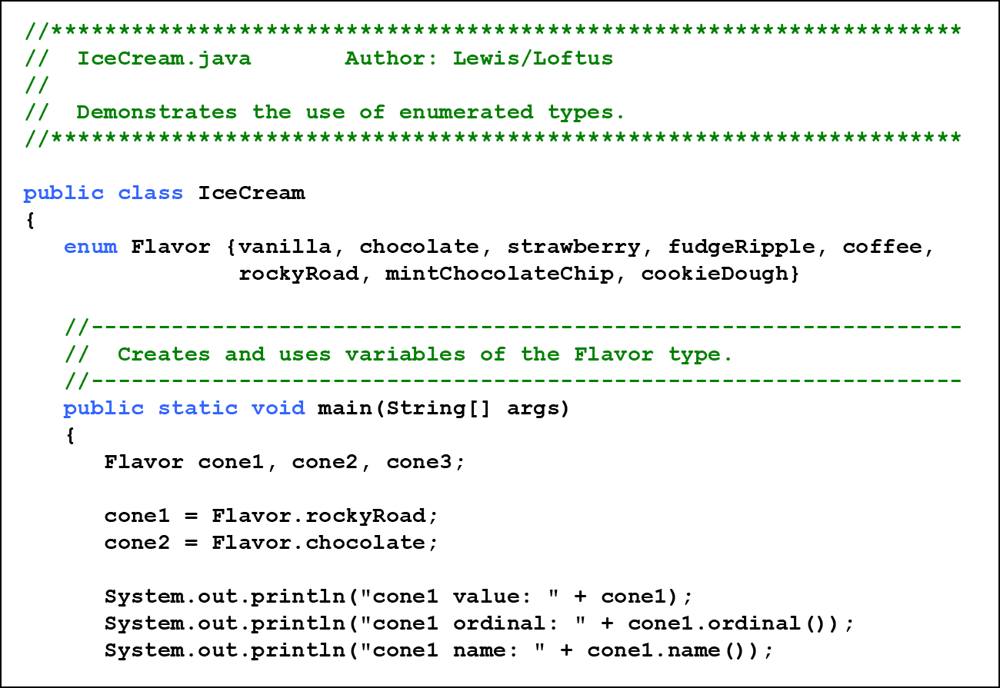 //********************************************************************
//  IceCream.java       Author: Lewis/Loftus
//
//  Demonstrates the use of enumerated types.
//********************************************************************

public class IceCream
{
   enum Flavor {vanilla, chocolate, strawberry, fudgeRipple, coffee,
                rockyRoad, mintChocolateChip, cookieDough}

   //-----------------------------------------------------------------
   //  Creates and uses variables of the Flavor type.
   //-----------------------------------------------------------------
   public static void main(String[] args)
   {
      Flavor cone1, cone2, cone3;

      cone1 = Flavor.rockyRoad;
      cone2 = Flavor.chocolate;

      System.out.println("cone1 value: " + cone1);
      System.out.println("cone1 ordinal: " + cone1.ordinal());
      System.out.println("cone1 name: " + cone1.name());